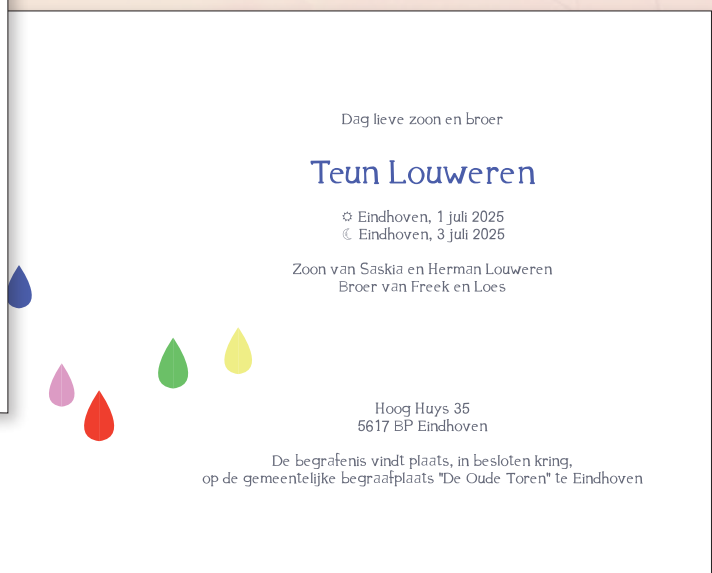 Dag lieve zoon en broer
Teun Louweren
☼ Eindhoven, 1 juli 2025
☾ Eindhoven, 3 juli 2025
Zoon van Saskia en Herman Louweren
Broer van Freek en Loes
Hoog Huys 35
5617 BP Eindhoven
De begrafenis vindt plaats, in besloten kring,
op de gemeentelijke begraafplaats "De Oude Toren" te Eindhoven